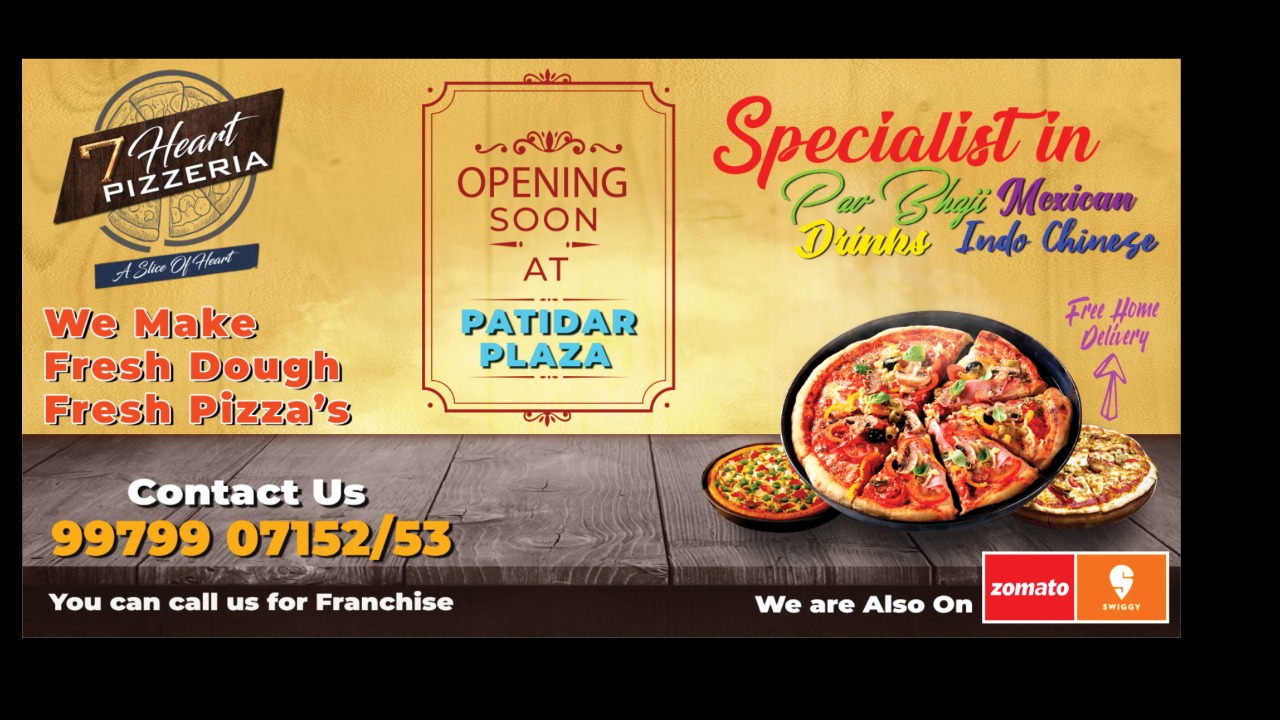 7 Heart
PIZZERIA
A Slice Of Heart
We Make
Fresh Dough
Fresh Pizza's
Contact Us
99799 07152/53
You can call us for Franchise
OPENING
SOON
AT
PATIDAR
PLAZA
Specialist in
Pav Bhaji Mexican
Drinks Indo Chinese
Free Home
Delivery
We are Also On
zomato
SWIGGY